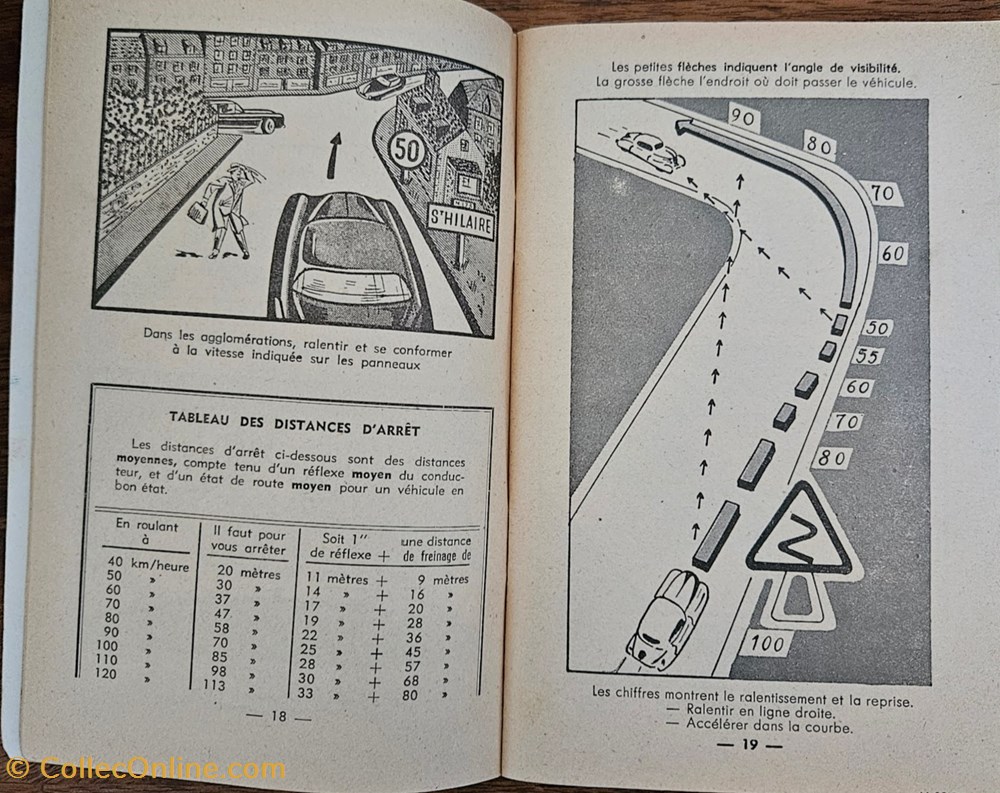 50
STHILAIRE
Dans les agglomérations, ralentir et se conformer
à la vitesse indiquée sur les panneaux
TABLEAU DES DISTANCES D'ARRÊT
Les distances d'arrêt ci-dessous sont des distances
moyennes, compte tenu d'un réflexe moyen du conduc-
teur, et d'un état de route moyen pour un véhicule en
bon état.
En roulant à | Il faut pour vous arrêter | Soit 1" de réflexe + | une distance de freinage de
40 km/heure 20 mètres 11 mètres + 9 mètres
50 » 30 » 14 » + 16 »
60 » 37 » 17 » + 20 »
70 » 47 » 19 » + 28 »
80 » 58 » 22 » + 36 »
90 » 70 » 25 » + 45 »
100 » 85 » 28 » + 57 »
110 » 98 » 30 » + 68 »
120 » 113 » 33 » + 80 »
— 18 —
Les petites flèches indiquent l'angle de visibilité.
La grosse flèche l'endroit où doit passer le véhicule.
90
80
70
60
50
55
60
70
80
100
Les chiffres montrent le ralentissement et la reprise.
— Ralentir en ligne droite.
— Accélérer dans la courbe.
— 19 —
© CollecOnline.com